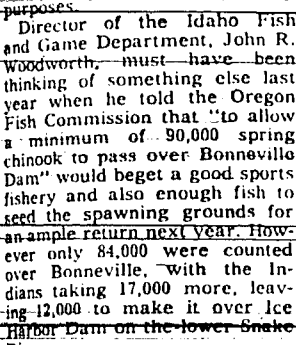 purposes.
Director of the Idaho Fish
and Game Department, John R.
Woodworth, must have been
thinking of something else last
year when he told the Oregon
Fish Commission that "to allow
a minimum of 90,000 spring
chinook to pass over Bonneville
Dam" would beget a good sports
fishery and also enough fish to
seed the spawning grounds for
an ample return next year. How-
ever only 84,000 were counted
over Bonneville, with the In-
dians taking 17,000 more, leav-
ing 12,000 to make it over Ice
Harbor Dam on the lower Snake